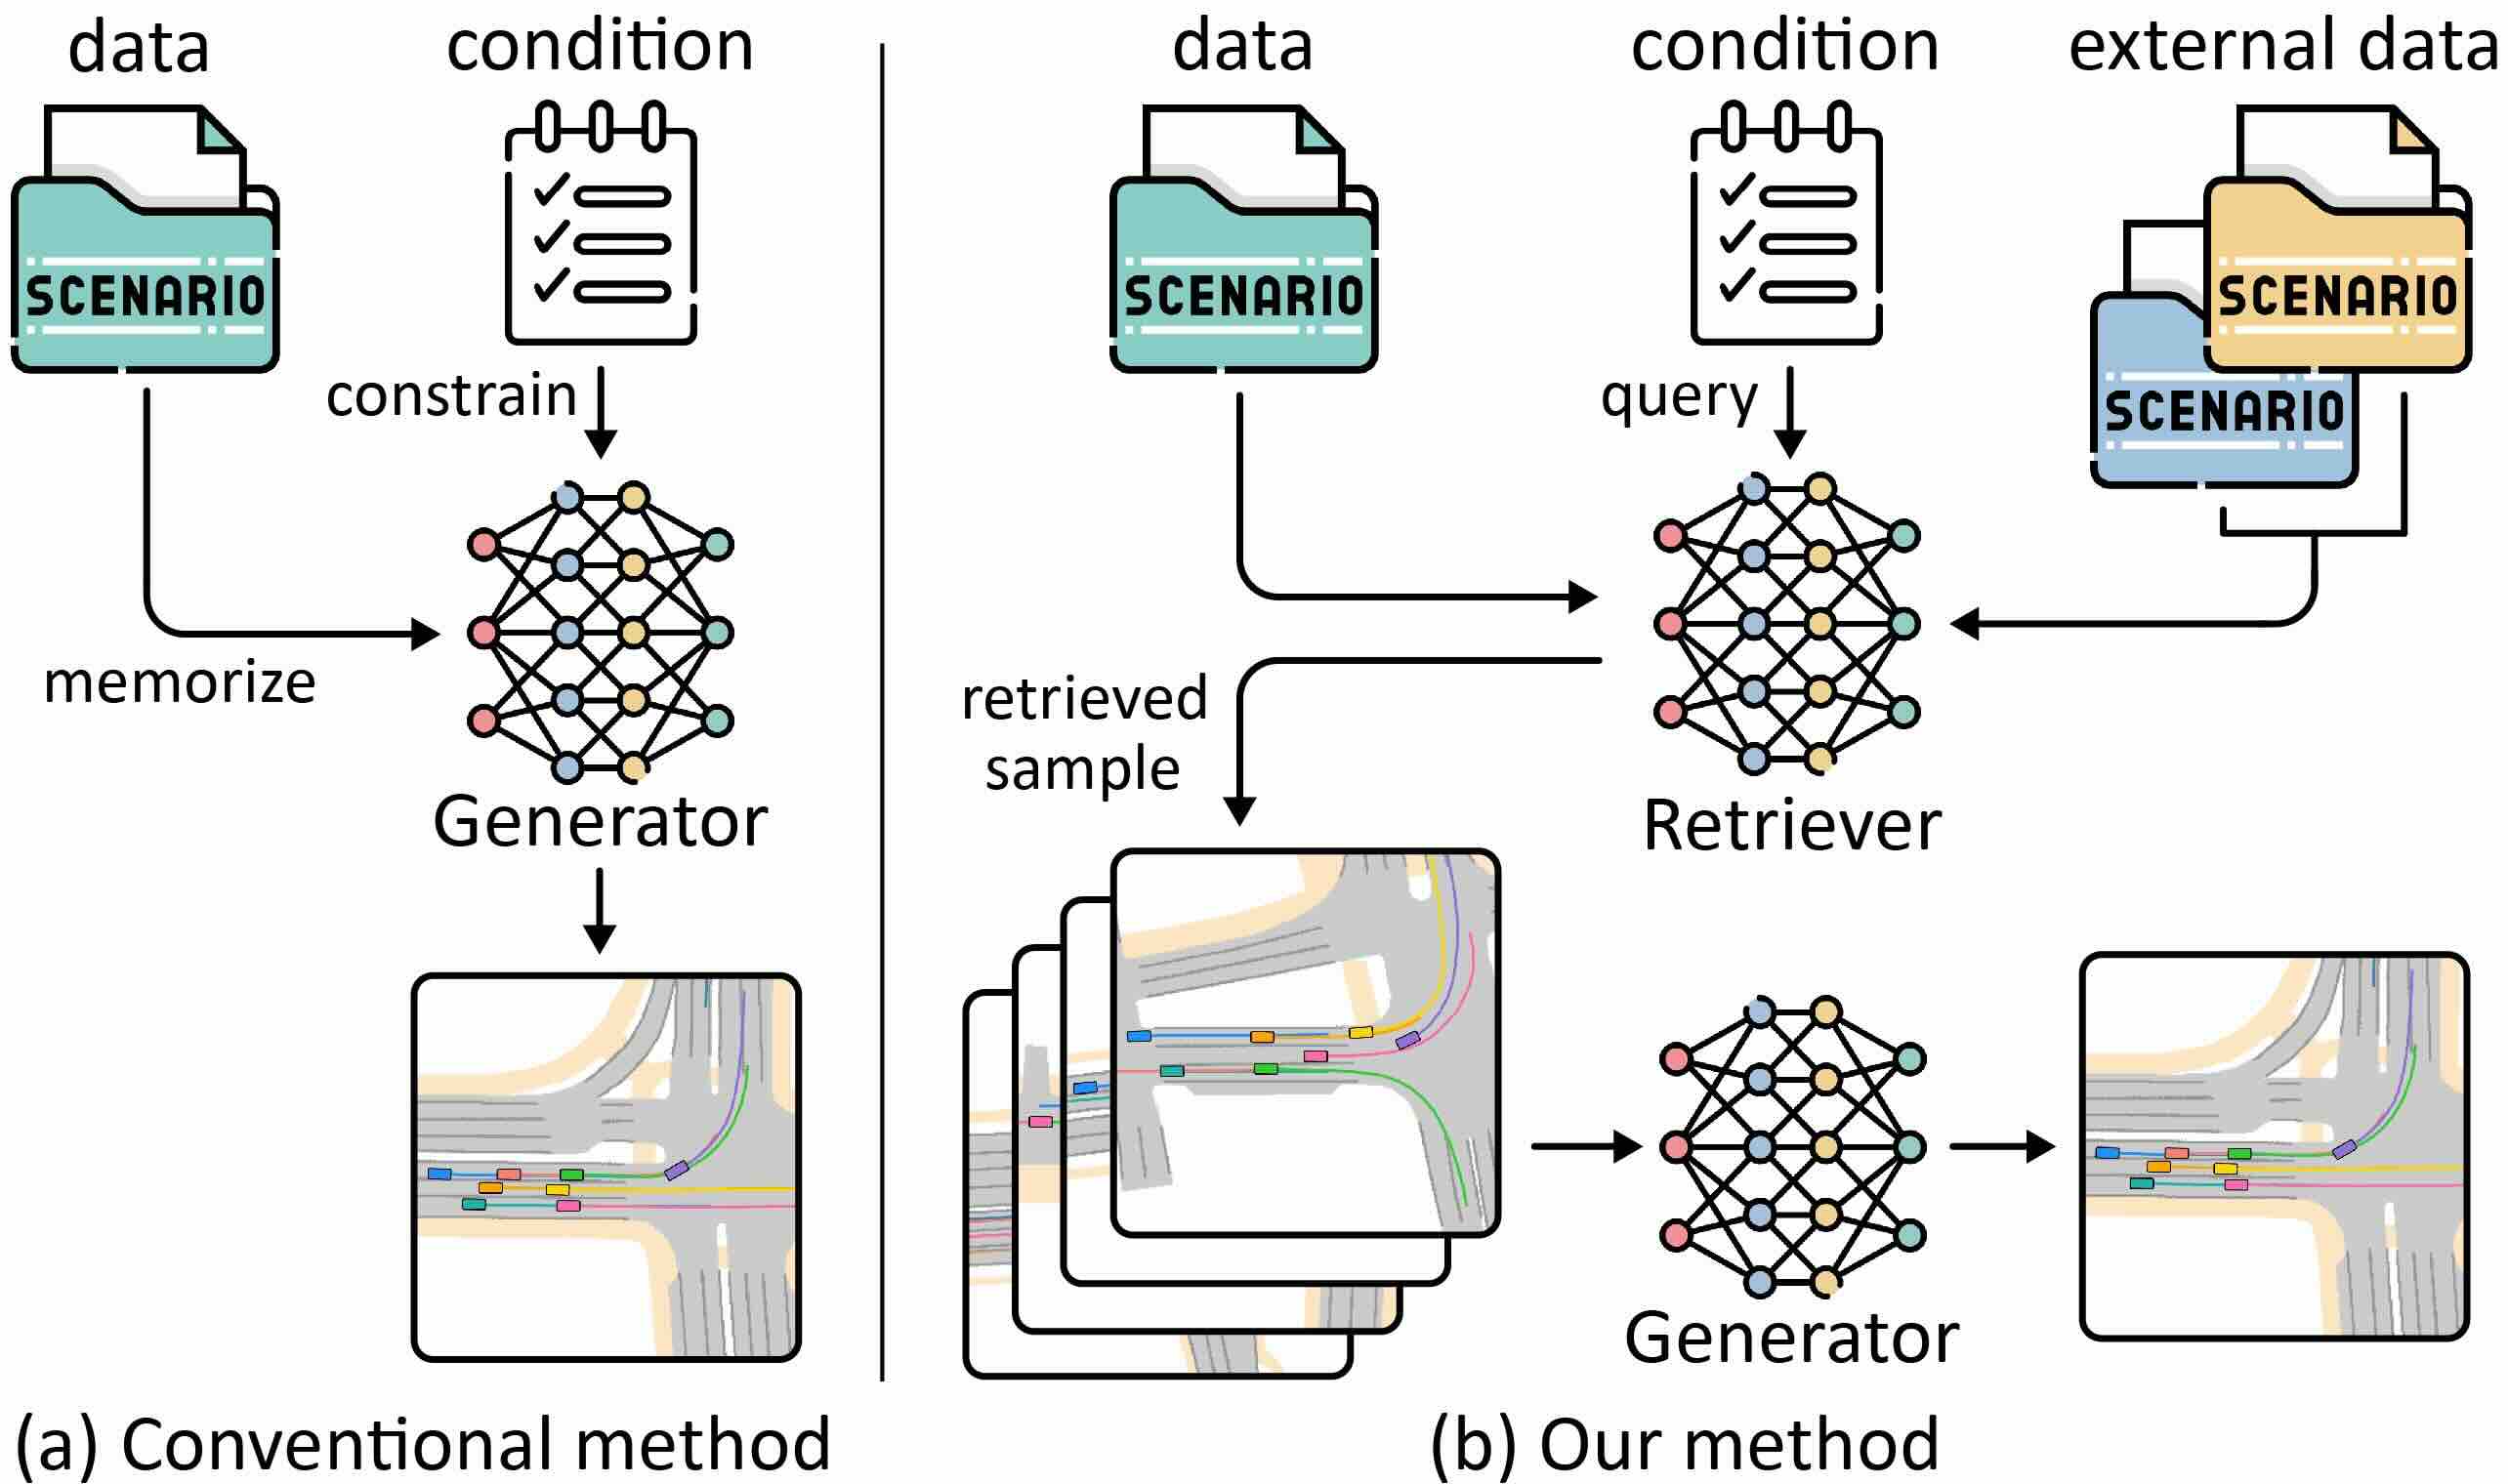 data
condition
SCENARIO
constrain
memorize
Generator
(a) Conventional method
data
condition
external data
SCENARIO
SCENARIO
SCENARIO
query
retrieved
sample
Retriever
Generator
(b) Our method